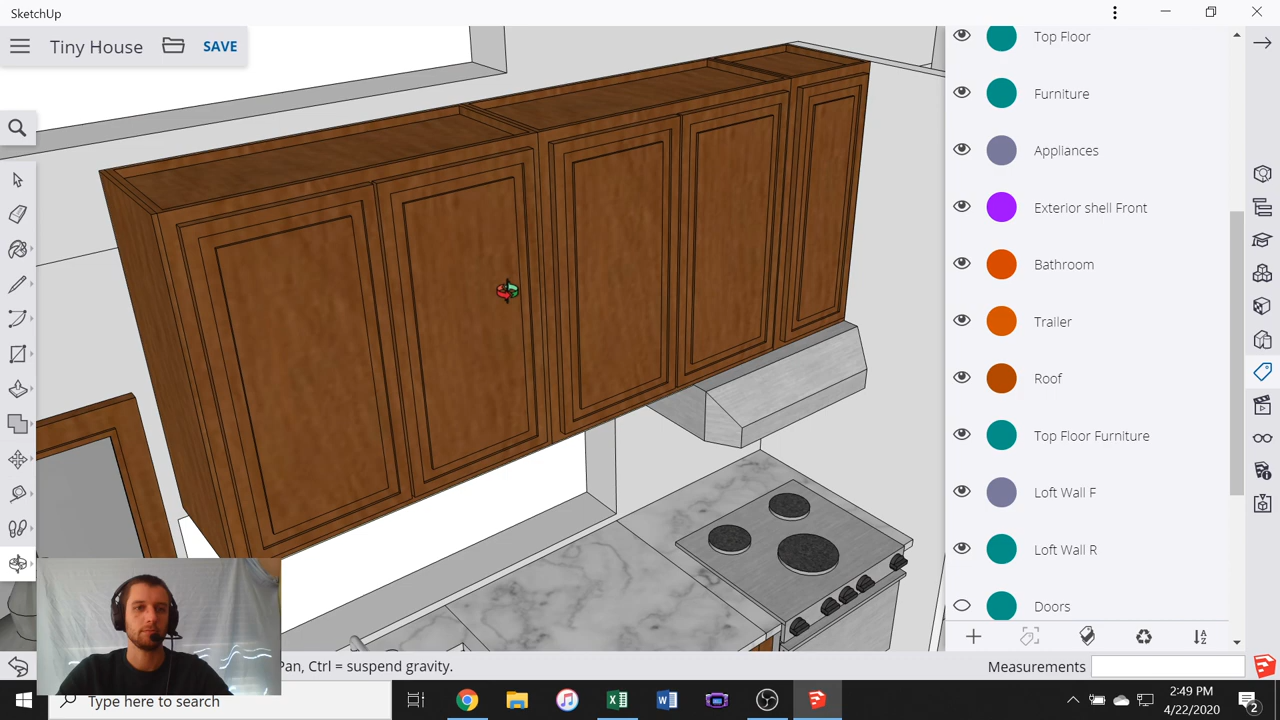 SketchUp
Tiny House
SAVE
Top Floor
Furniture
Appliances
Exterior shell Front
Bathroom
Trailer
Roof
Top Floor Furniture
Loft Wall F
Loft Wall R
Doors
Pan, Ctrl = suspend gravity.
Measurements
Type here to search
2:49 PM
4/22/2020
2